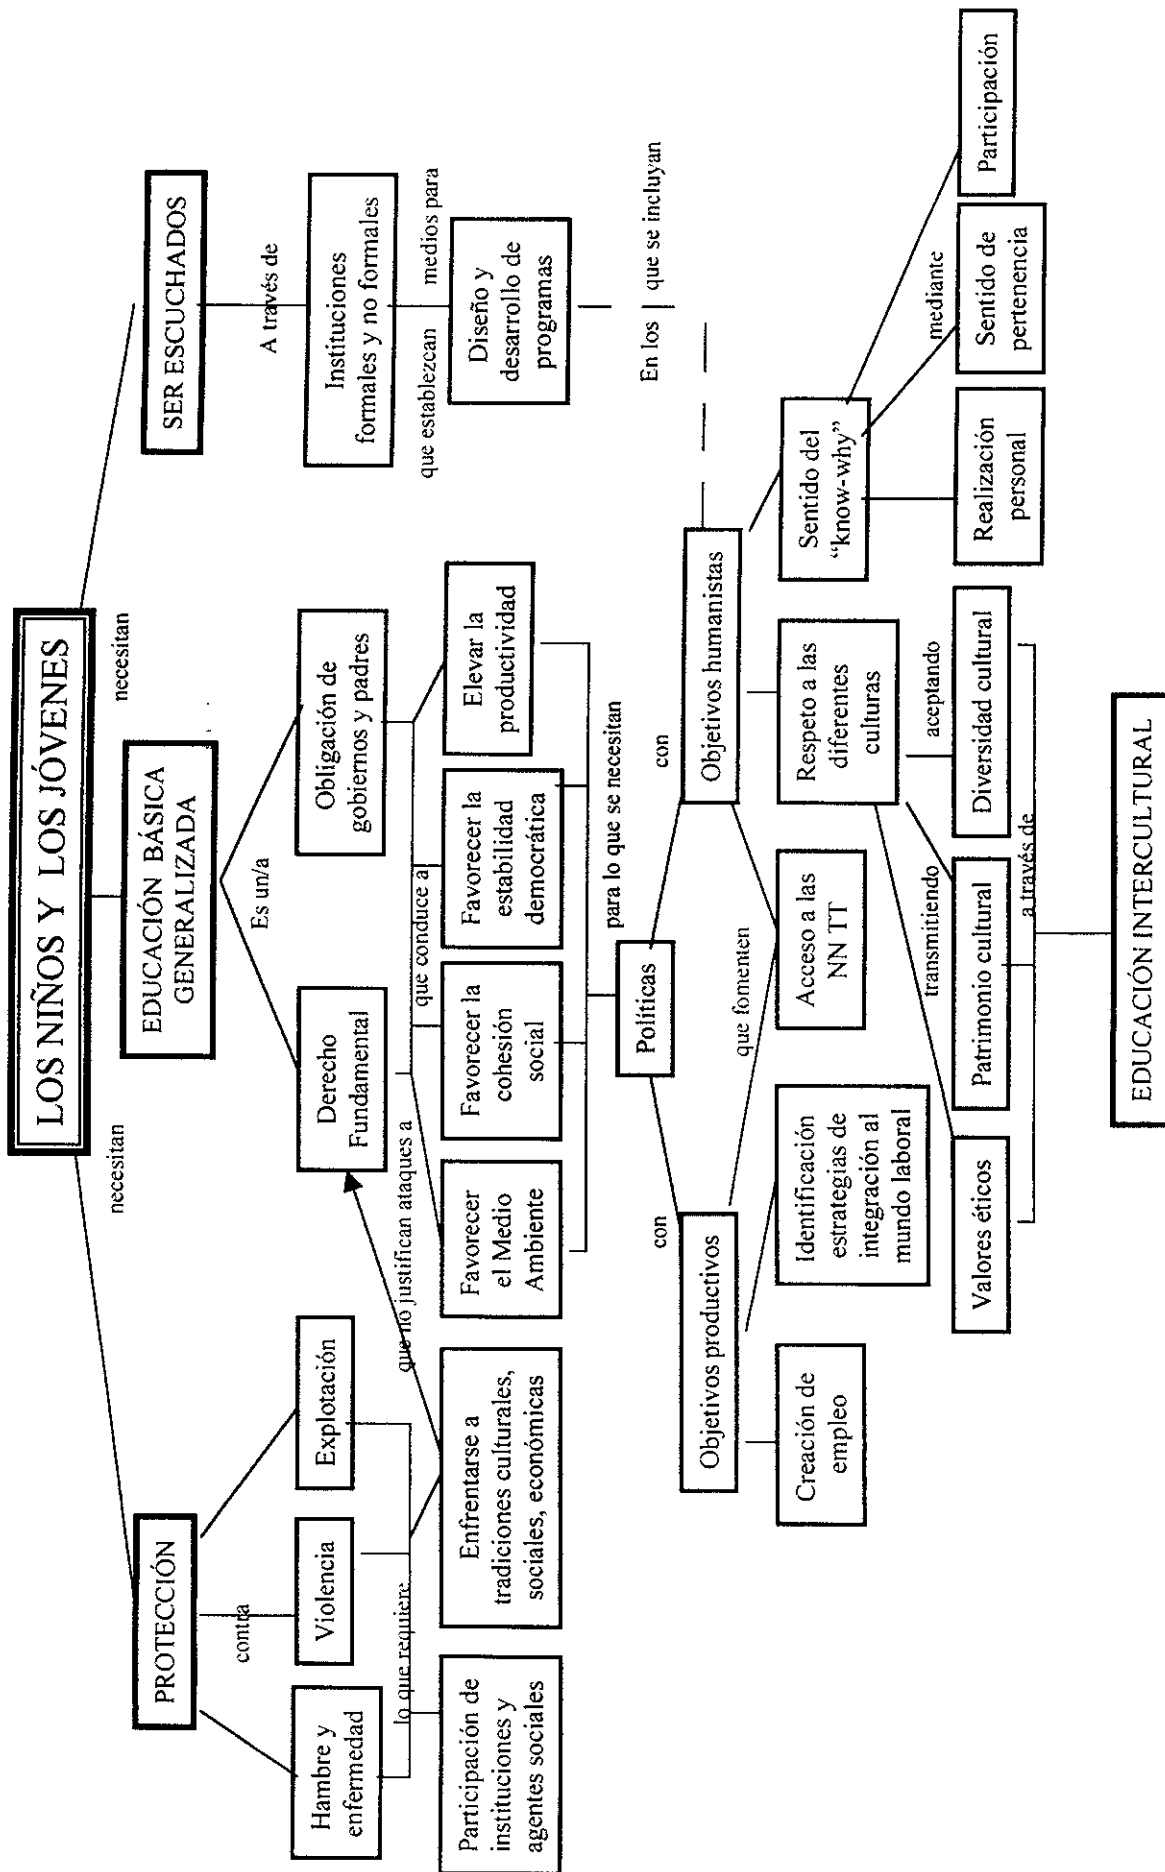 LOS NIÑOS Y LOS JÓVENES
necesitan
necesitan
PROTECCIÓN
EDUCACIÓN BÁSICA
GENERALIZADA
SER ESCUCHADOS
contra
Es un/a
A través de
Hambre y
enfermedad
Violencia
Explotación
Derecho
Fundamental
Obligación de
gobiernos y padres
Instituciones
formales y no formales
lo que requiere
que no justifican ataques a
que conduce a
que establezcan
medios para
Participación de
instituciones y
agentes sociales
Enfrentarse a
tradiciones culturales,
sociales, económicas
Favorecer
el Medio
Ambiente
Favorecer la
cohesión
social
Favorecer la
estabilidad
democrática
Elevar la
productividad
Diseño y
desarrollo de
programas
para lo que se necesitan
En los
que se incluyan
Políticas
con
con
Objetivos productivos
Objetivos humanistas
que fomenten
Creación de
empleo
Identificación
estrategias de
integración al
mundo laboral
Acceso a las
NN TT
Respeto a las
diferentes
culturas
Sentido del
“know-why”
transmitiendo
aceptando
mediante
Valores éticos
Patrimonio cultural
Diversidad cultural
Realización
personal
Sentido de
pertenencia
Participación
a través de
EDUCACIÓN INTERCULTURAL